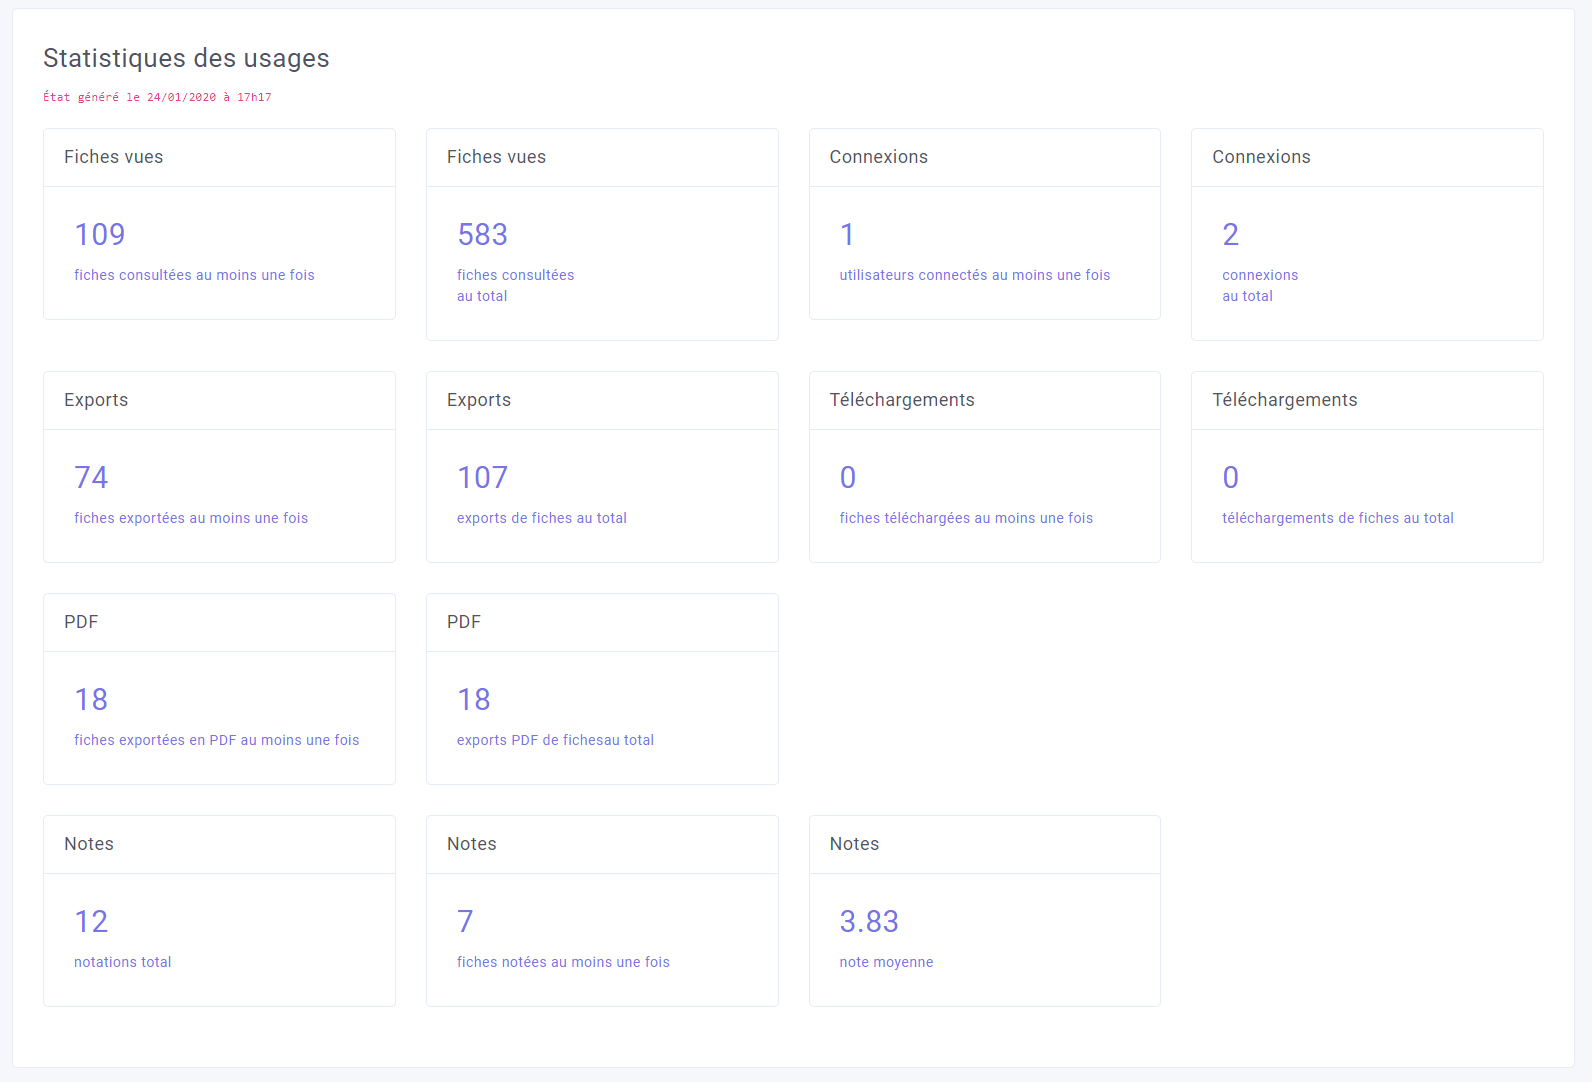 Statistiques des usages
État généré le 24/01/2020 à 17h17
Fiches vues
109
fiches consultées au moins une fois
Fiches vues
583
fiches consultées
au total
Connexions
1
utilisateurs connectés au moins une fois
Connexions
2
connexions
au total
Exports
74
fiches exportées au moins une fois
Exports
107
exports de fiches au total
Téléchargements
0
fiches téléchargées au moins une fois
Téléchargements
0
téléchargements de fiches au total
PDF
18
fiches exportées en PDF au moins une fois
PDF
18
exports PDF de fichesau total
Notes
12
notations total
Notes
7
fiches notées au moins une fois
Notes
3.83
note moyenne